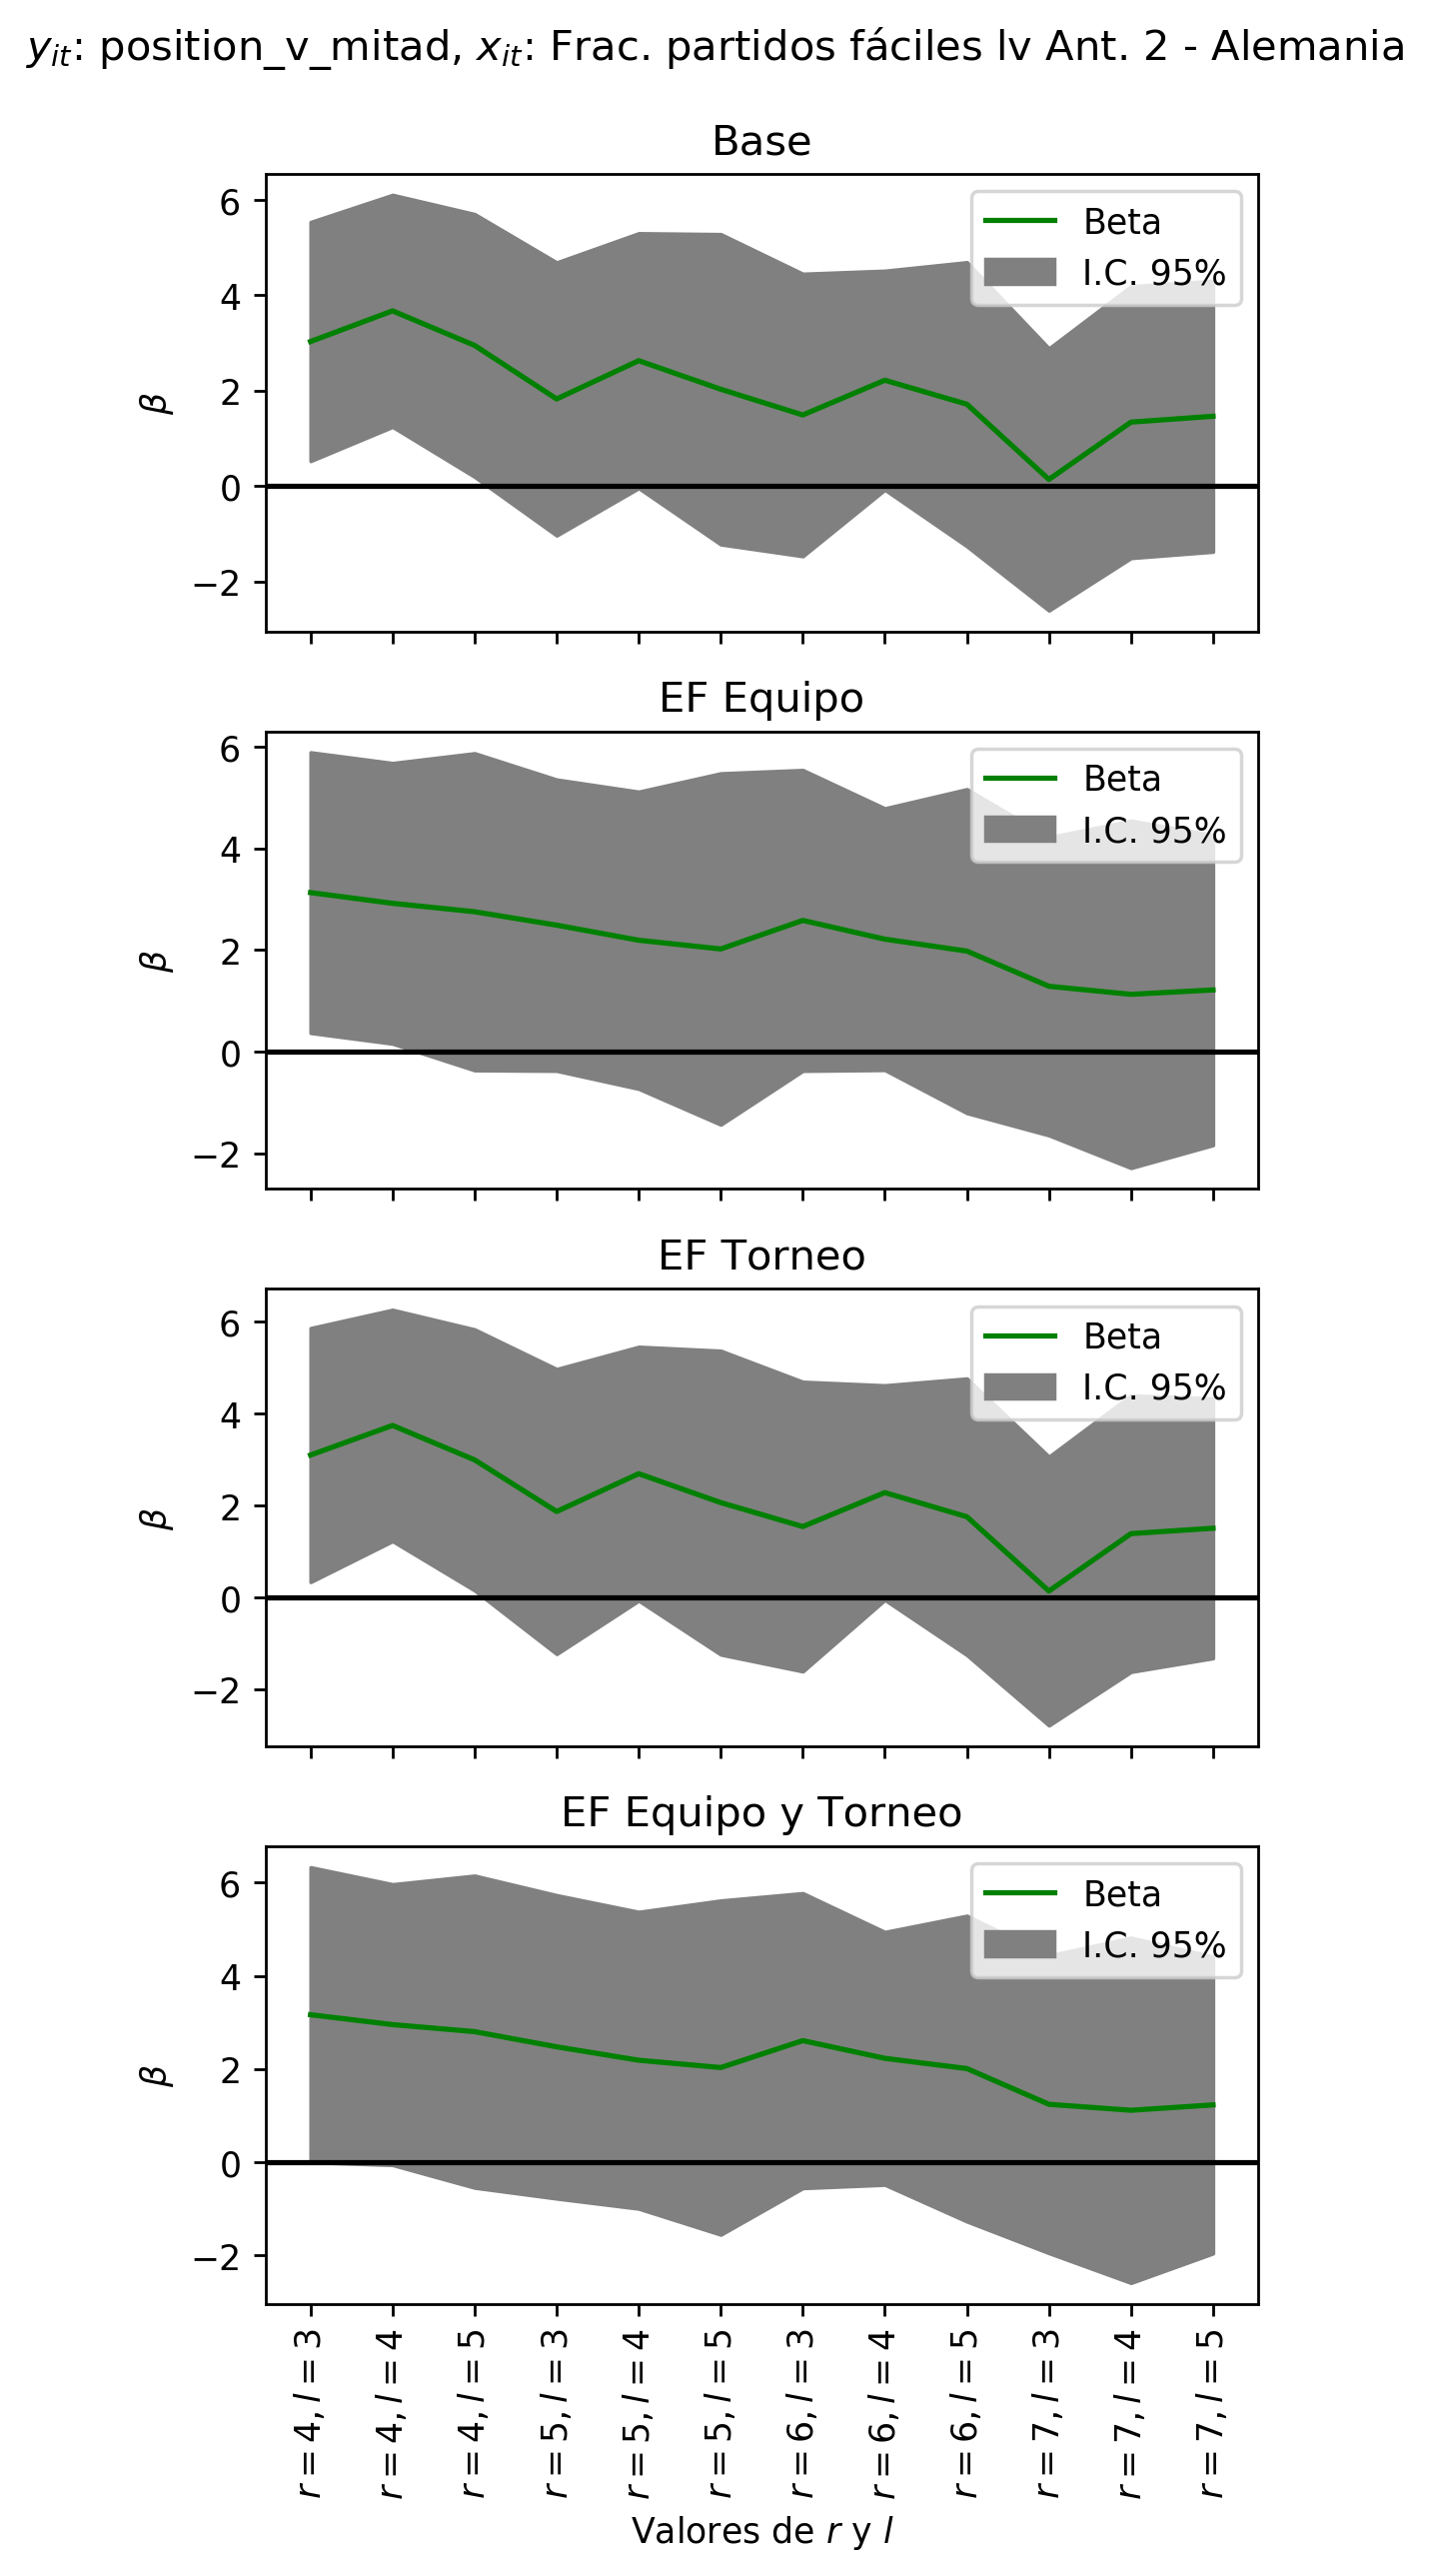 y_it: position_v_mitad, x_it: Frac. partidos fáciles lv Ant. 2 - Alemania
Base
Beta
I.C. 95%
6
4
2
0
−2
β
EF Equipo
Beta
I.C. 95%
6
4
2
0
−2
β
EF Torneo
Beta
I.C. 95%
6
4
2
0
−2
β
EF Equipo y Torneo
Beta
I.C. 95%
6
4
2
0
−2
β
r = 4, l = 3
r = 4, l = 4
r = 4, l = 5
r = 5, l = 3
r = 5, l = 4
r = 5, l = 5
r = 6, l = 3
r = 6, l = 4
r = 6, l = 5
r = 7, l = 3
r = 7, l = 4
r = 7, l = 5
Valores de r y l